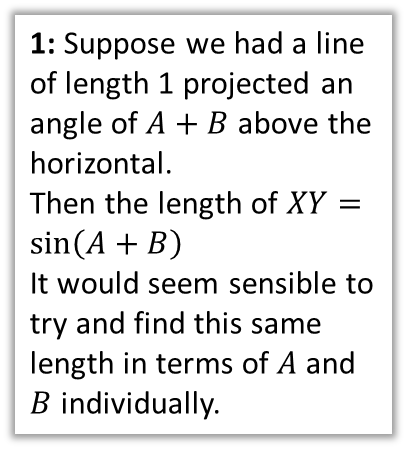 1: Suppose we had a line
of length 1 projected an
angle of A + B above the
horizontal.
Then the length of XY =
sin(A + B)
It would seem sensible to
try and find this same
length in terms of A and
B individually.